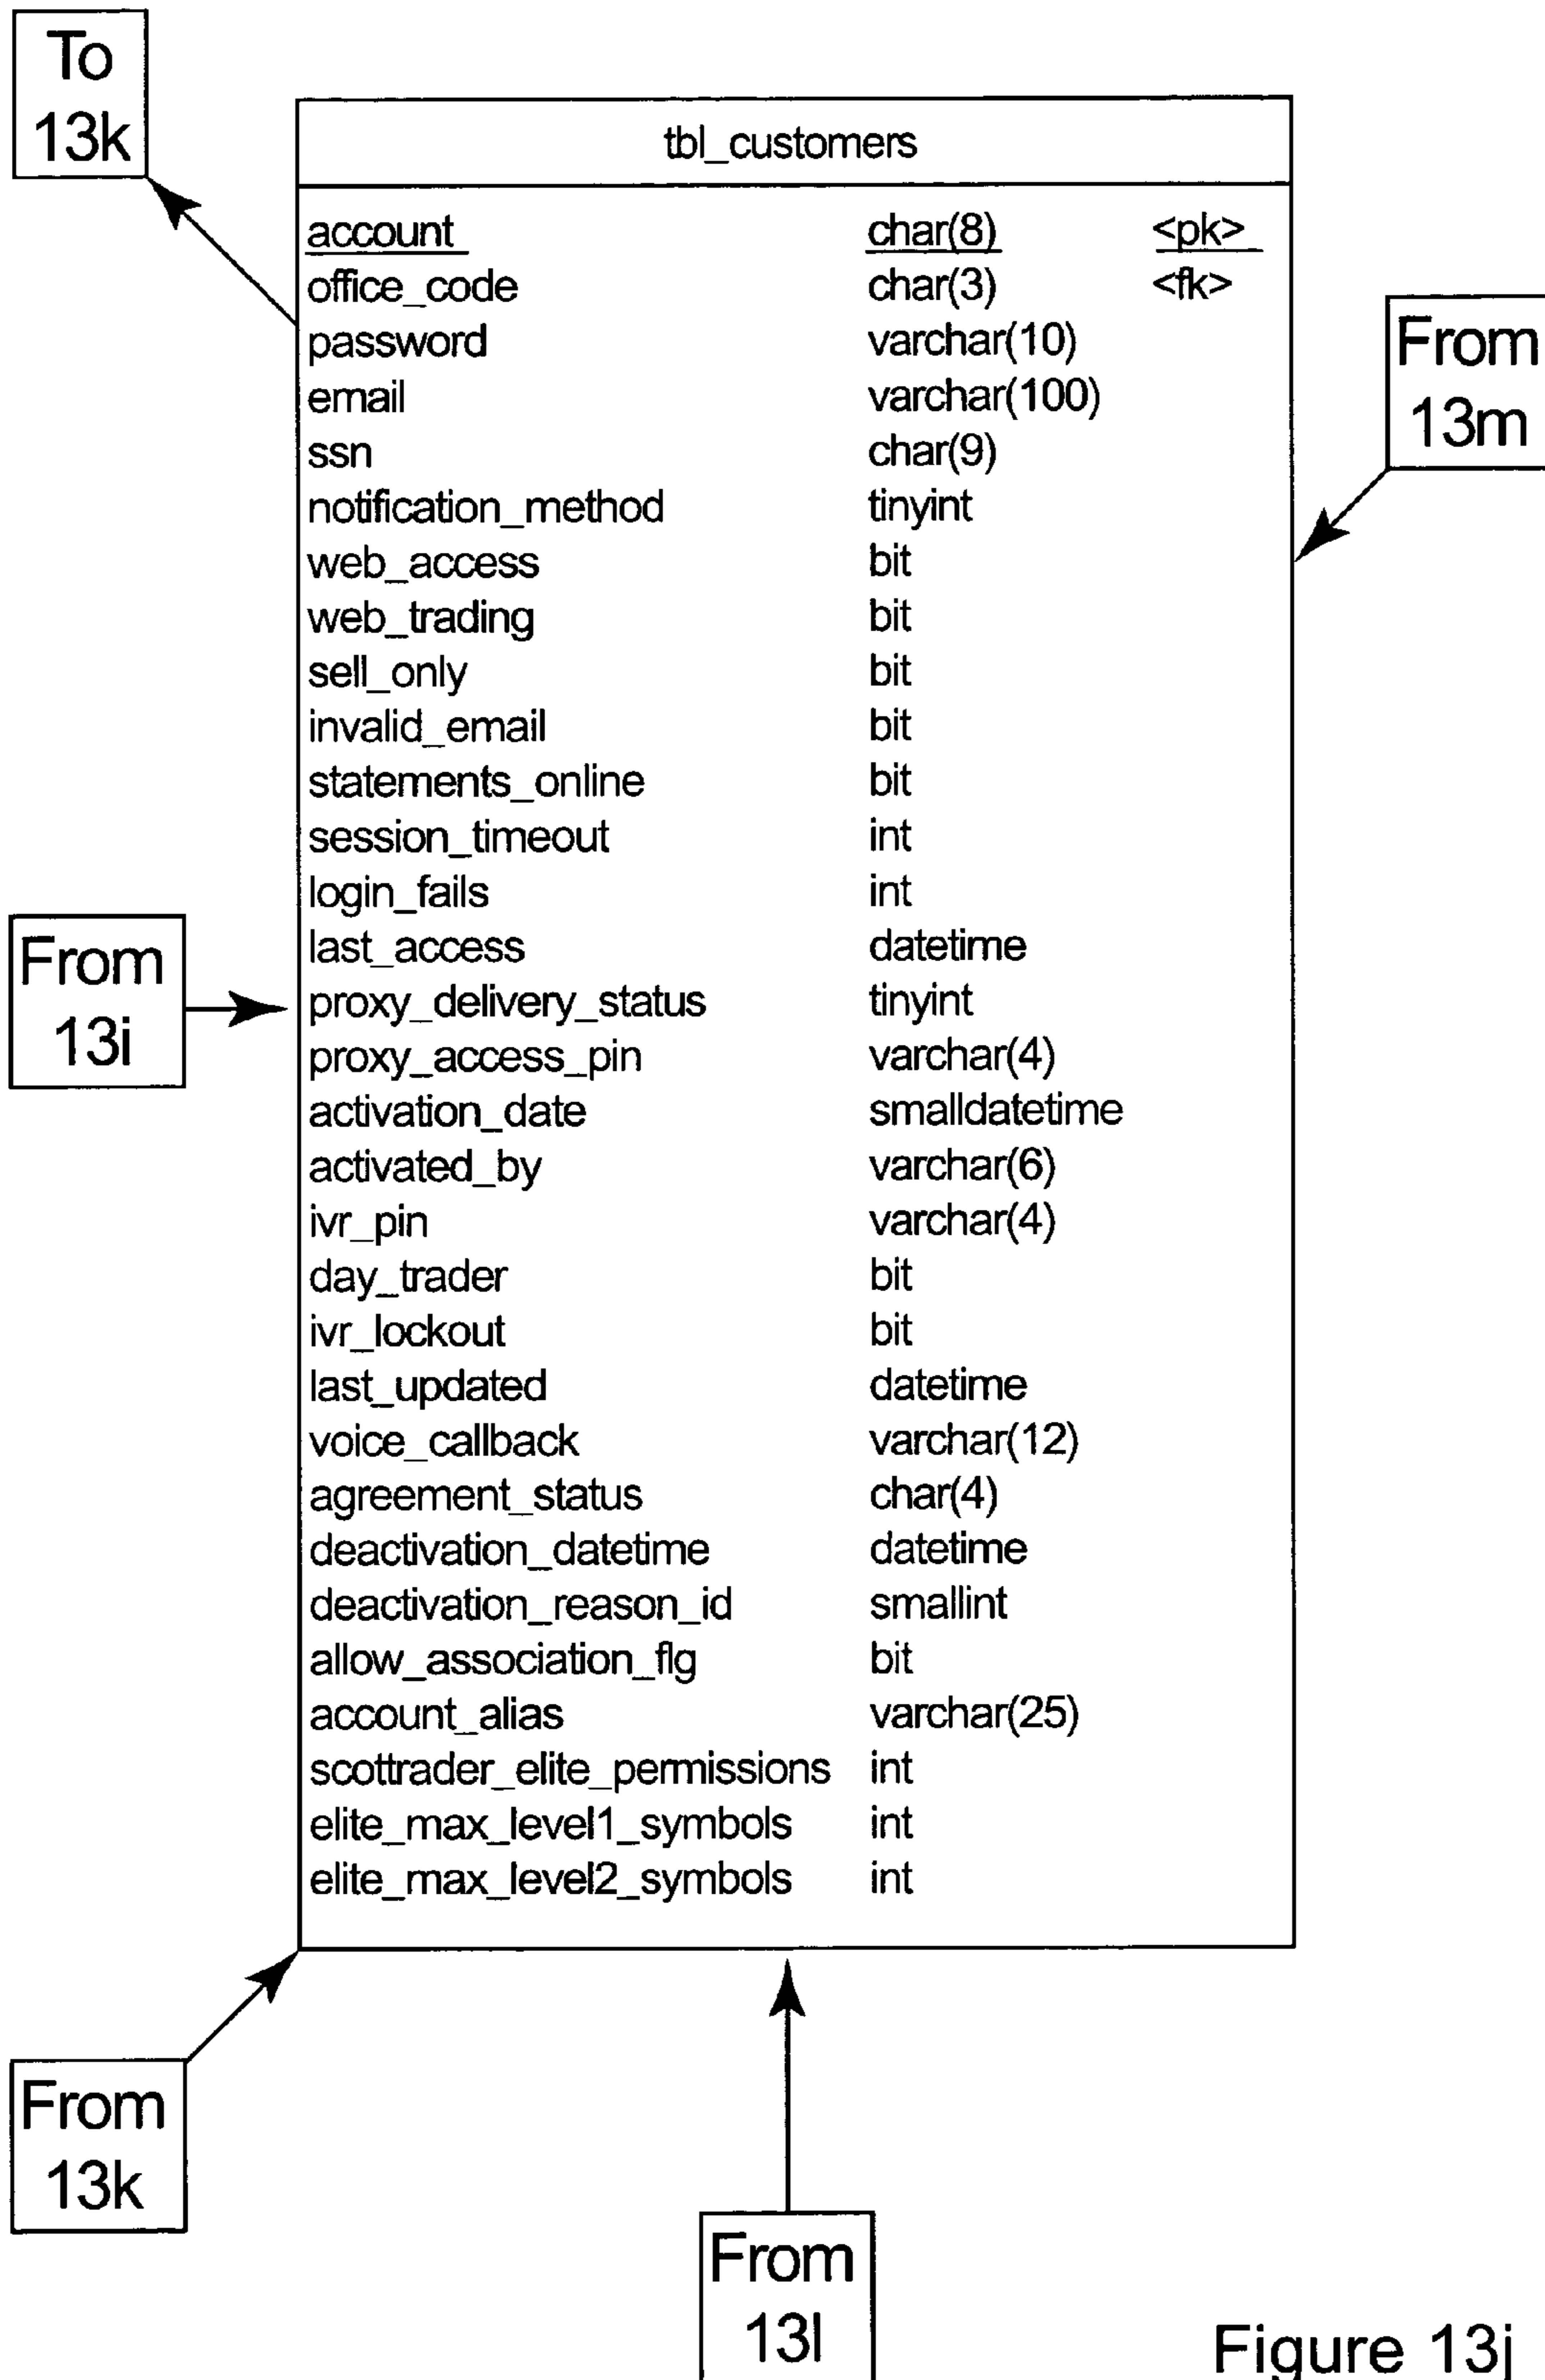 To
13k
tbl_customers
account char(8) <pk>
office_code char(3) <fk>
password varchar(10)
email varchar(100)
ssn char(9)
notification_method tinyint
web_access bit
web_trading bit
sell_only bit
invalid_email bit
statements_online bit
session_timeout int
login_fails int
last_access datetime
proxy_delivery_status tinyint
proxy_access_pin varchar(4)
activation_date smalldatetime
activated_by varchar(6)
ivr_pin varchar(4)
day_trader bit
ivr_lockout bit
last_updated datetime
voice_callback varchar(12)
agreement_status char(4)
deactivation_datetime datetime
deactivation_reason_id smallint
allow_association_flg bit
account_alias varchar(25)
scottrader_elite_permissions int
elite_max_level1_symbols int
elite_max_level2_symbols int
From
13m
From
13i
From
13k
From
13l
Figure 13j